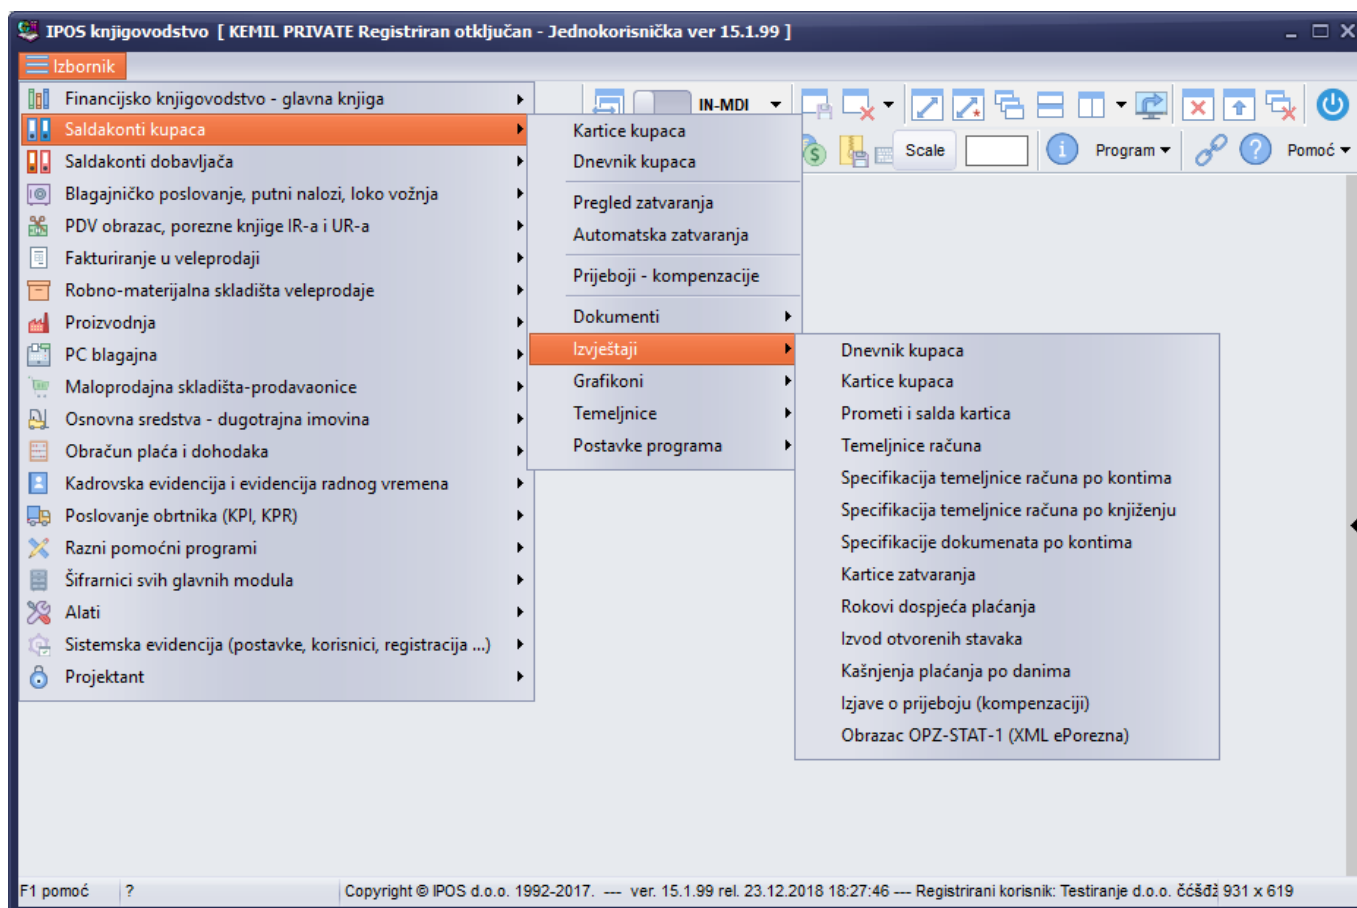 IPOS knjigovodstvo [ KEMIL PRIVATE Registriran otključan - Jednokorisnička ver 15.1.99 ]
Izbornik
IN-MDI
Scale
Program
Pomoć
Financijsko knjigovodstvo - glavna knjiga
Saldakonti kupaca
Saldakonti dobavljača
Blagajničko poslovanje, putni nalozi, loko vožnja
PDV obrazac, porezne knjige IR-a i UR-a
Fakturiranje u veleprodaji
Robno-materijalna skladišta veleprodaje
Proizvodnja
PC blagajna
Maloprodajna skladišta-prodavaonice
Osnovna sredstva - dugotrajna imovina
Obračun plaća i dohodaka
Kadrovska evidencija i evidencija radnog vremena
Poslovanje obrtnika (KPI, KPR)
Razni pomoćni programi
Šifrarnici svih glavnih modula
Alati
Sistemska evidencija (postavke, korisnici, registracija ...)
Projektant
Kartice kupaca
Dnevnik kupaca
Pregled zatvaranja
Automatska zatvaranja
Prijeboji - kompenzacije
Dokumenti
Izvještaji
Grafikoni
Temeljnice
Postavke programa
Dnevnik kupaca
Kartice kupaca
Prometi i salda kartica
Temeljnice računa
Specifikacija temeljnice računa po kontima
Specifikacija temeljnice računa po knjiženju
Specifikacije dokumenata po kontima
Kartice zatvaranja
Rokovi dospjeća plaćanja
Izvod otvorenih stavaka
Kašnjenja plaćanja po danima
Izjave o prijeboju (kompenzaciji)
Obrazac OPZ-STAT-1 (XML ePorezna)
F1 pomoć ? Copyright © IPOS d.o.o. 1992-2017. --- ver. 15.1.99 rel. 23.12.2018 18:27:46 --- Registrirani korisnik: Testiranje d.o.o. čćšđž 931 x 619